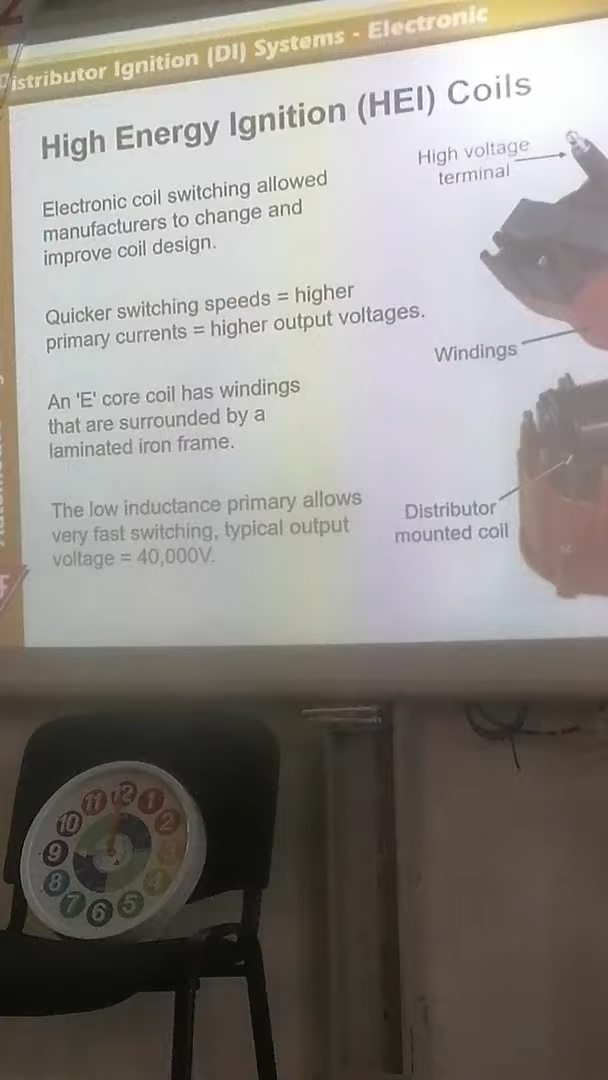 Distributor Ignition (DI) Systems - Electronic
High Energy Ignition (HEI) Coils
Electronic coil switching allowed
manufacturers to change and
improve coil design.
High voltage
terminal
Quicker switching speeds = higher
primary currents = higher output voltages.
Windings
An 'E' core coil has windings
that are surrounded by a
laminated iron frame.
The low inductance primary allows
very fast switching, typical output
voltage = 40,000V.
Distributor
mounted coil
11 12 1
10 2
9
8
7 6 5